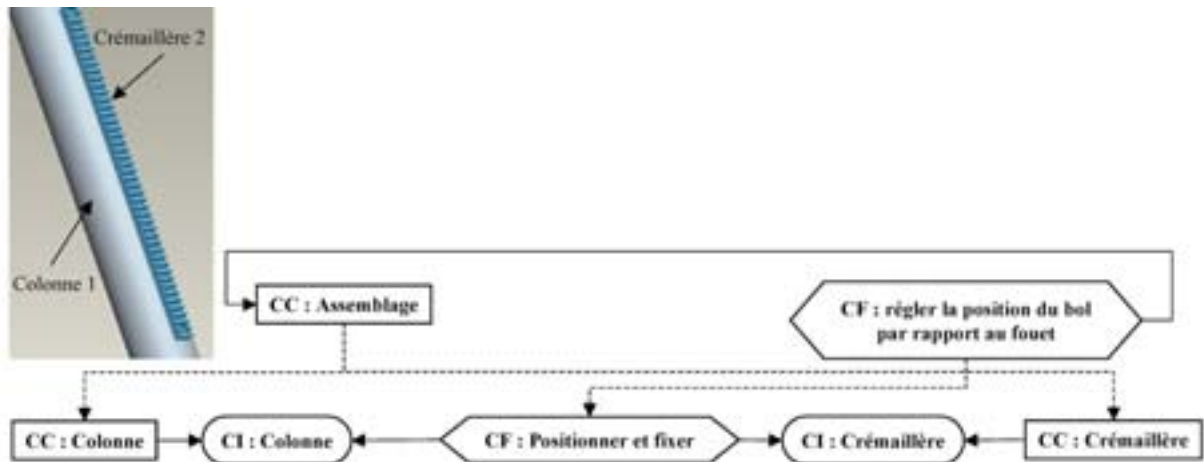 Crémaillère 2
Colonne 1
CC : Assemblage
CF : régler la position du bol
par rapport au fouet
CC : Colonne
CI : Colonne
CF : Positionner et fixer
CI : Crémaillère
CC : Crémaillère